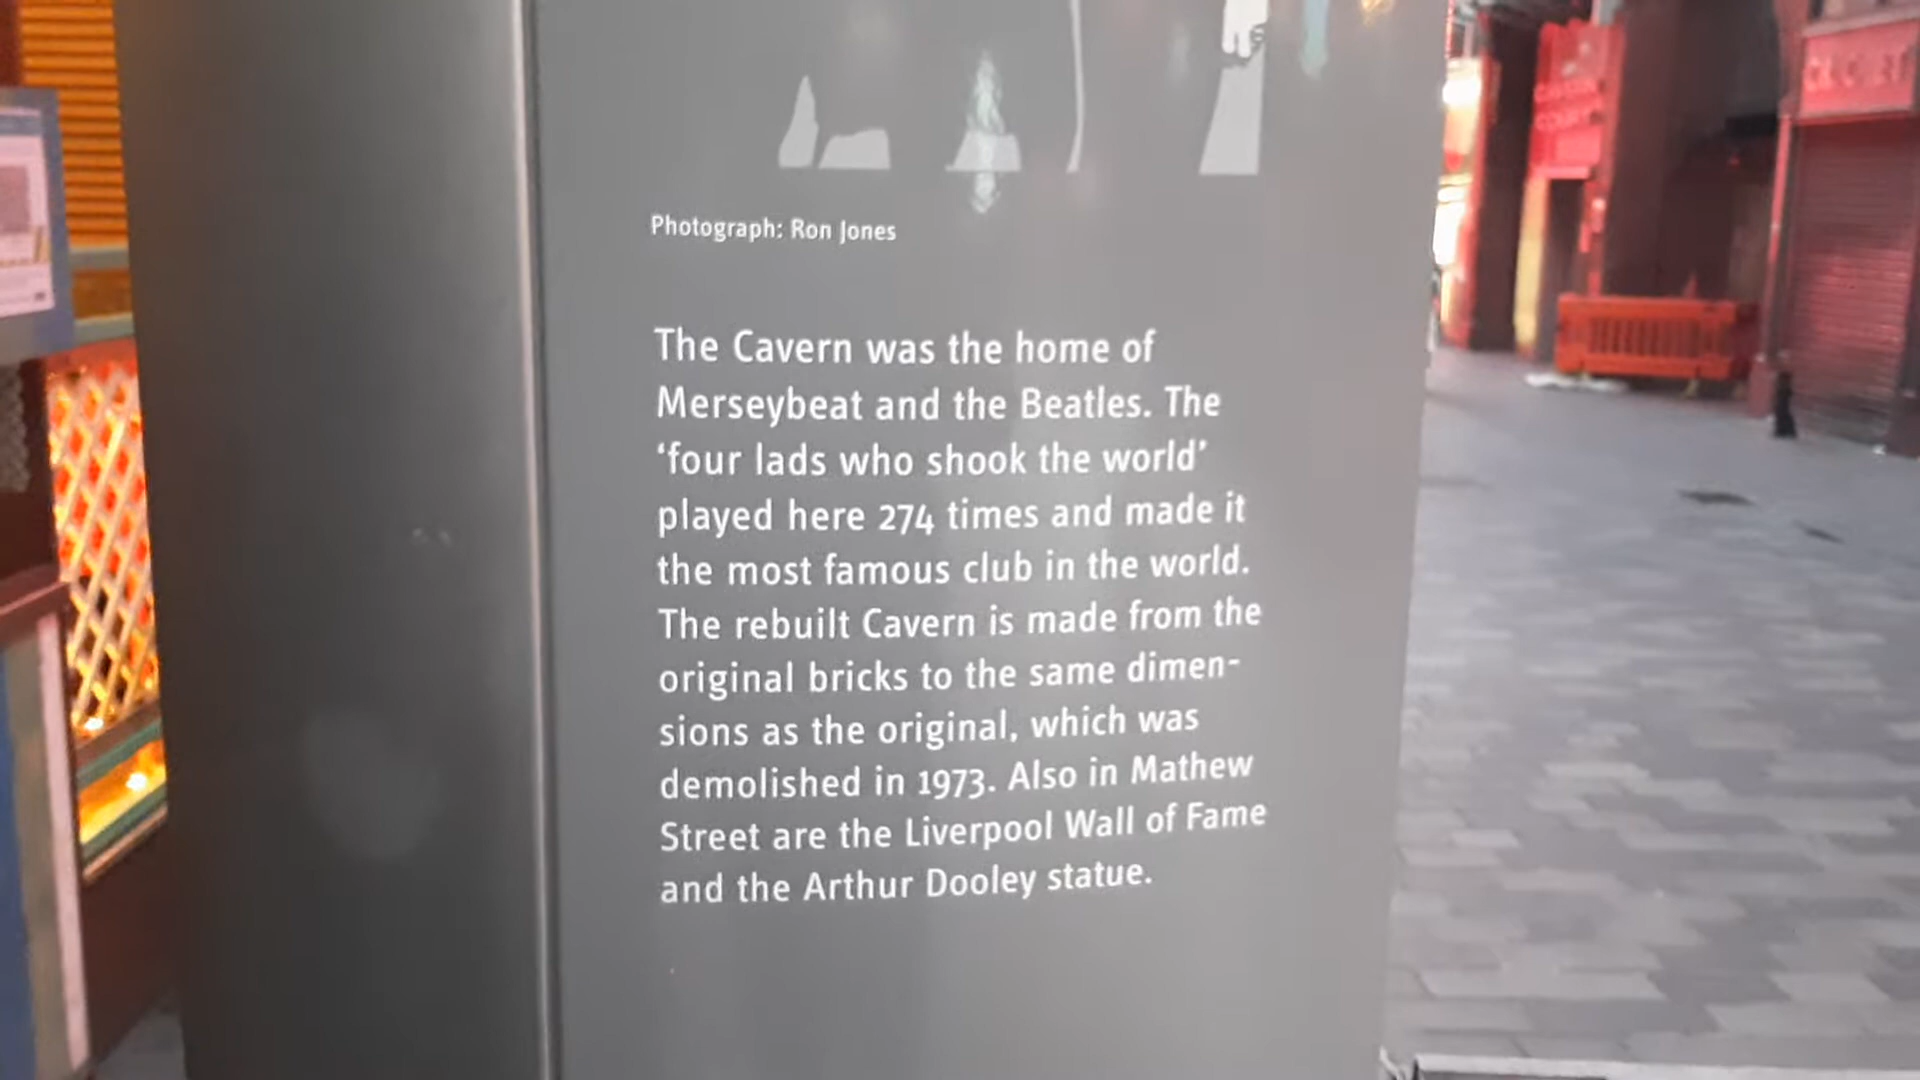 Photograph: Ron Jones
The Cavern was the home of
Merseybeat and the Beatles. The
‘four lads who shook the world’
played here 274 times and made it
the most famous club in the world.
The rebuilt Cavern is made from the
original bricks to the same dimen-
sions as the original, which was
demolished in 1973. Also in Mathew
Street are the Liverpool Wall of Fame
and the Arthur Dooley statue.